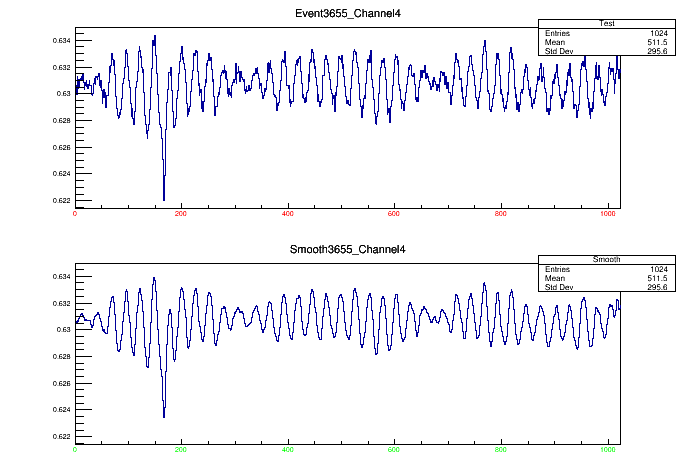 Event3655_Channel4
Test
Entries 1024
Mean 511.5
Std Dev 295.6
0.634
0.632
0.63
0.628
0.626
0.624
0.622
0 200 400 600 800 1000
Smooth3655_Channel4
Smooth
Entries 1024
Mean 511.5
Std Dev 295.6
0.634
0.632
0.63
0.628
0.626
0.624
0.622
0 200 400 600 800 1000